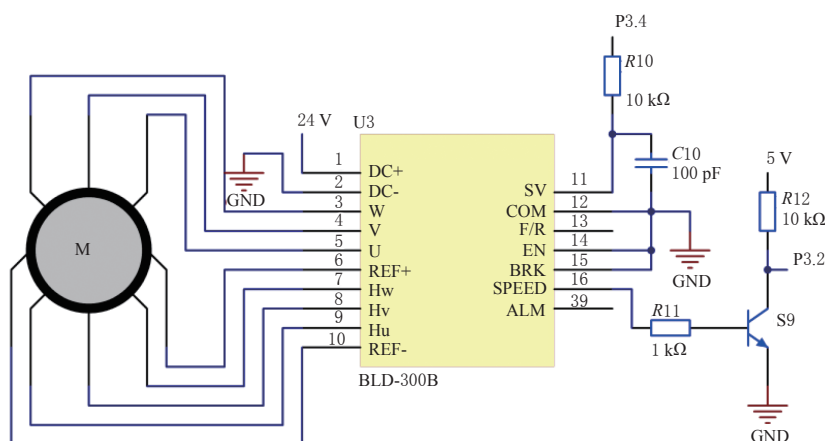 P3.4
R10
10 kΩ
24 V
U3
C10
100 pF
5 V
R12
10 kΩ
P3.2
GND
GND
M
1 DC+
2 DC-
3 W
4 V
5 U
6 REF+
7 Hw
8 Hv
9 Hu
10 REF-
SV 11
COM 12
F/R 13
EN 14
BRK 15
SPEED 16
ALM 39
R11
1 kΩ
S9
BLD-300B
GND